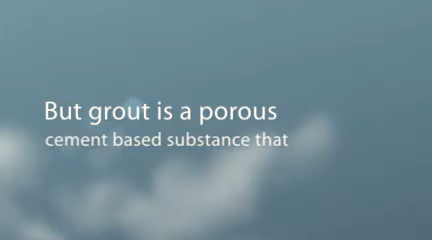 But grout is a porous
cement based substance that